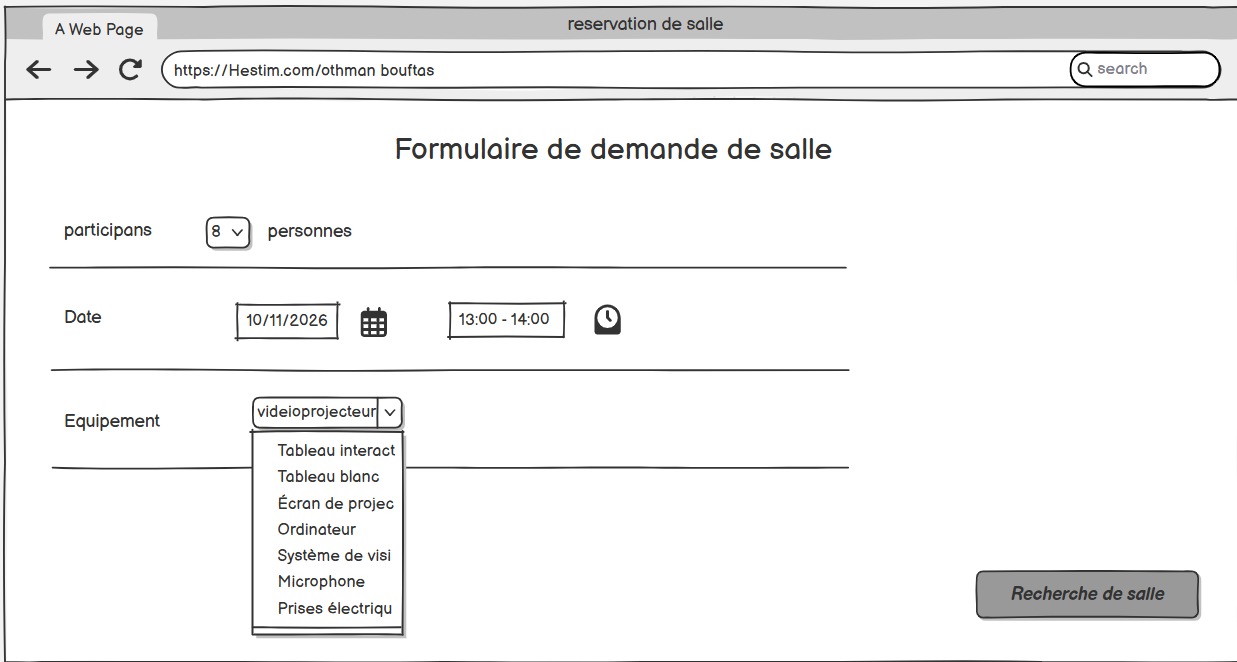 reservation de salle
A Web Page
https://Hestim.com/othman bouftas
search
Formulaire de demande de salle
participans 8 personnes
Date 10/11/2026 13:00 - 14:00
Equipement videioprojecteur
Tableau interact
Tableau blanc
Écran de projec
Ordinateur
Système de visi
Microphone
Prises électriqu
Recherche de salle